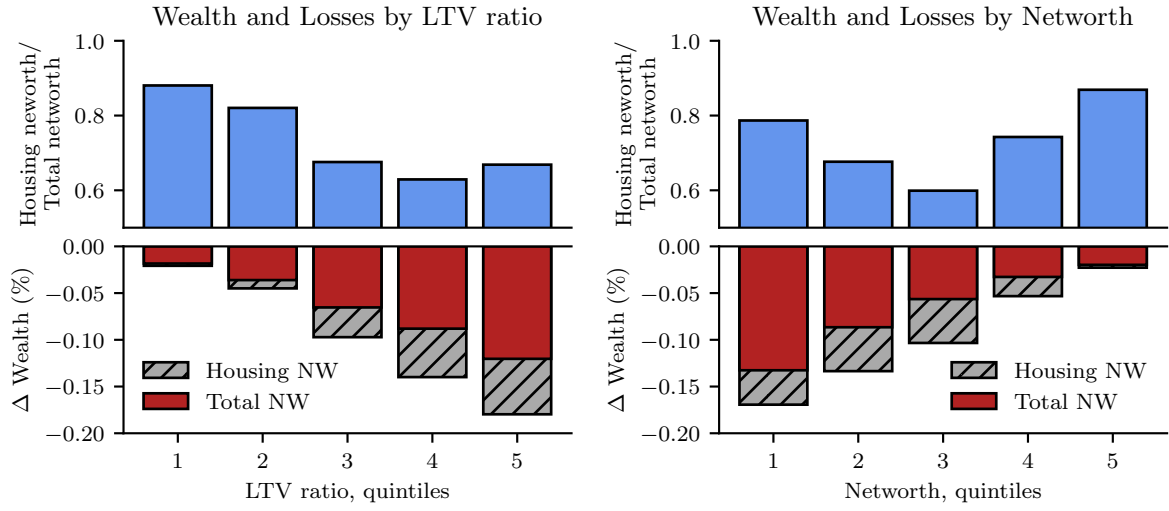 Wealth and Losses by LTV ratio
Housing neworth/
Total networth
1.0
0.8
0.6
Δ Wealth (%)
0.00
−0.05
−0.10
−0.15
−0.20
Housing NW
Total NW
1 2 3 4 5
LTV ratio, quintiles
Wealth and Losses by Networth
Housing neworth/
Total networth
1.0
0.8
0.6
Δ Wealth (%)
0.00
−0.05
−0.10
−0.15
−0.20
Housing NW
Total NW
1 2 3 4 5
Networth, quintiles